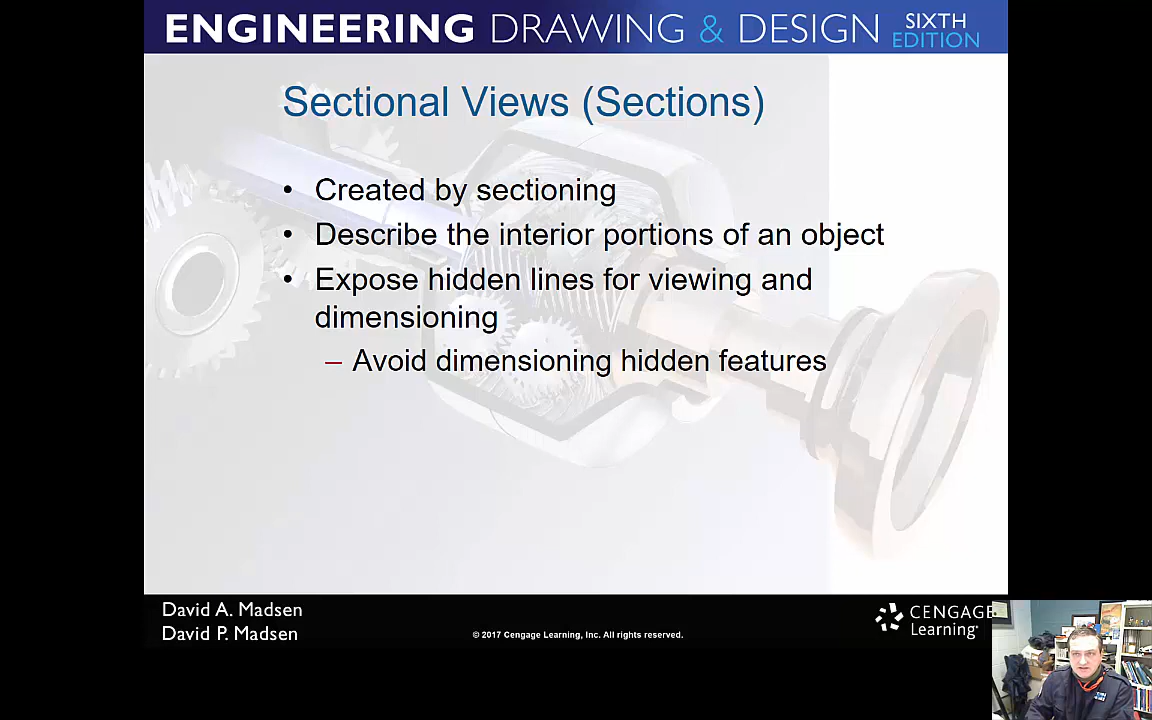 ENGINEERING DRAWING & DESIGN SIXTH EDITION
Sectional Views (Sections)
• Created by sectioning
• Describe the interior portions of an object
• Expose hidden lines for viewing and
dimensioning
– Avoid dimensioning hidden features
David A. Madsen
David P. Madsen
© 2017 Cengage Learning, Inc. All rights reserved.
CENGAGE
Learning